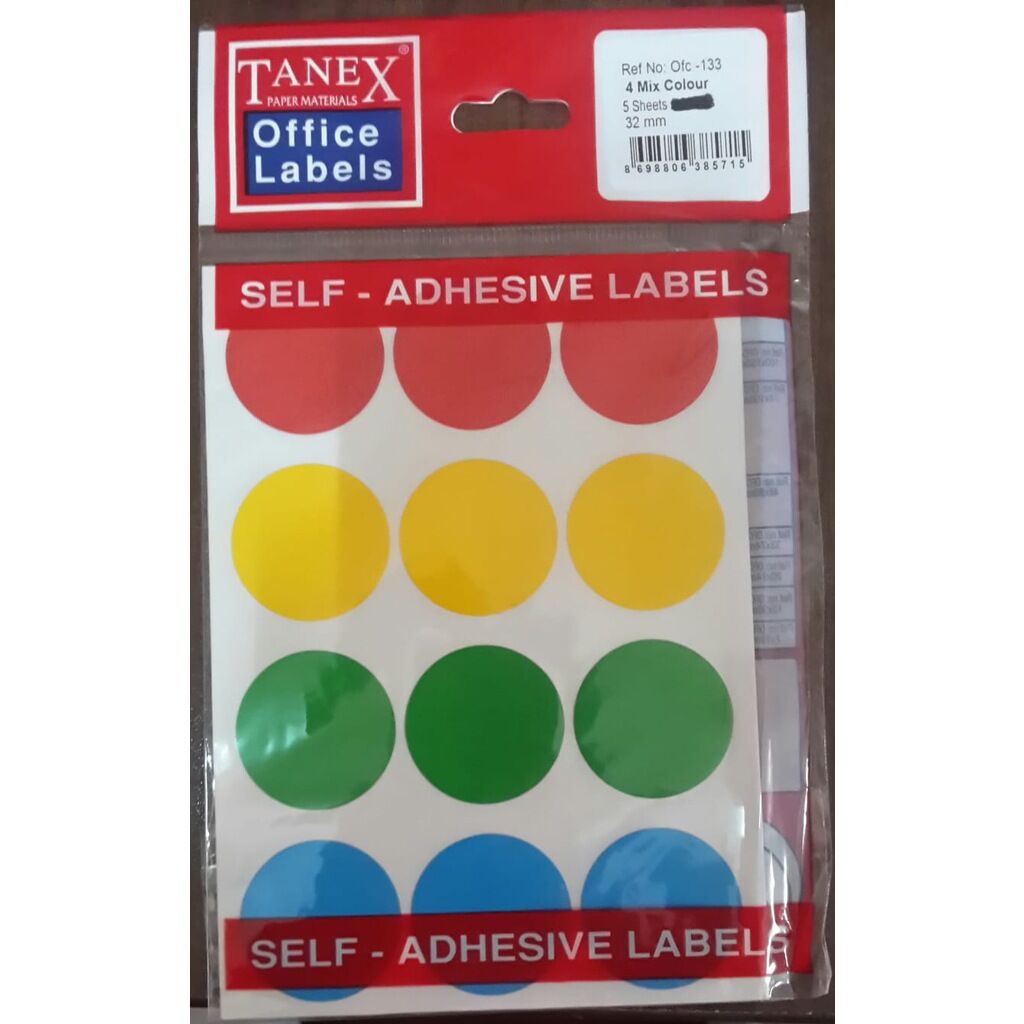 TANEX®
PAPER MATERIALS
Office
Labels
Ref No: Ofc -133
4 Mix Colour
5 Sheets
32 mm
8 698806 385715
SELF - ADHESIVE LABELS
SELF - ADHESIVE LABELS